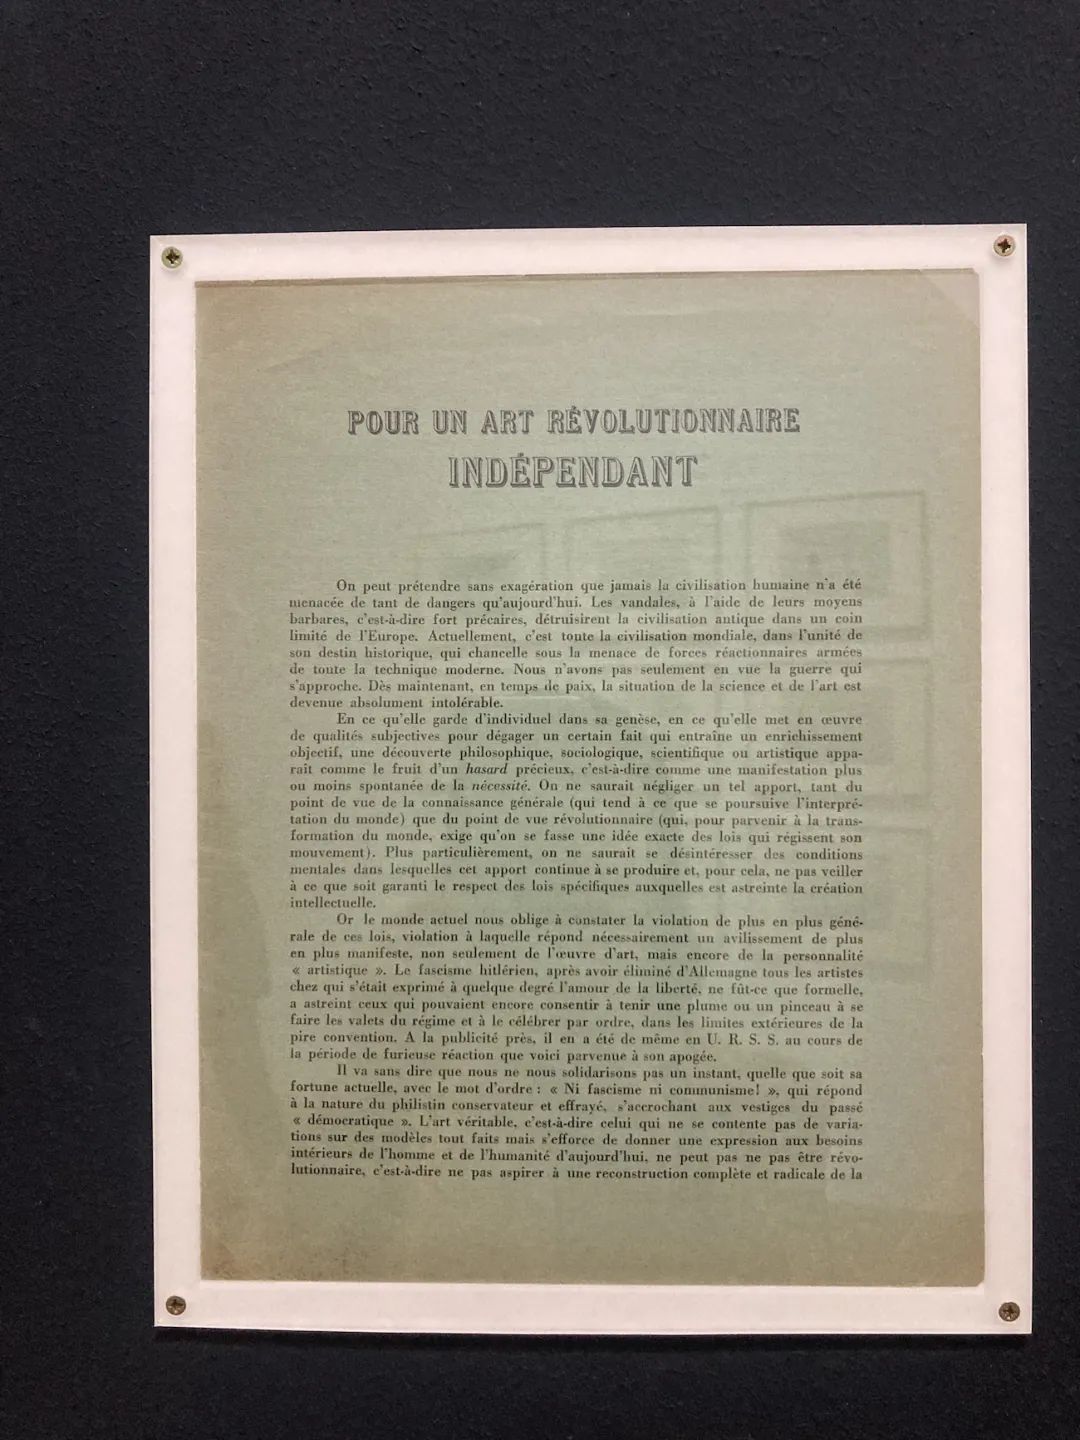 POUR UN ART RÉVOLUTIONNAIRE
INDÉPENDANT
On peut prétendre sans exagération que jamais la civilisation humaine n'a été
menacée de tant de dangers qu'aujourd'hui. Les vandales, à l'aide de leurs moyens
barbares, c'est-à-dire fort précaires, détruisirent la civilisation antique dans un coin
limité de l'Europe. Actuellement, c'est toute la civilisation mondiale, dans l'unité de
son destin historique, qui chancelle sous la menace de forces réactionnaires armées
de toute la technique moderne. Nous n'avons pas seulement en vue la guerre qui
s'approche. Dès maintenant, en temps de paix, la situation de la science et de l'art est
devenue absolument intolérable.
En ce qu'elle garde d'individuel dans sa genèse, en ce qu'elle met en œuvre
de qualités subjectives pour dégager un certain fait qui entraîne un enrichissement
objectif, une découverte philosophique, sociologique, scientifique ou artistique appa-
raît comme le fruit d'un hasard précieux, c'est-à-dire comme une manifestation plus
ou moins spontanée de la nécessité. On ne saurait négliger un tel apport, tant du
point de vue de la connaissance générale (qui tend à ce que se poursuive l'interpré-
tation du monde) que du point de vue révolutionnaire (qui, pour parvenir à la trans-
formation du monde, exige qu'on se fasse une idée exacte des lois qui régissent son
mouvement). Plus particulièrement, on ne saurait se désintéresser des conditions
mentales dans lesquelles cet apport continue à se produire et, pour cela, ne pas veiller
à ce que soit garanti le respect des lois spécifiques auxquelles est astreinte la création
intellectuelle.
Or le monde actuel nous oblige à constater la violation de plus en plus géné-
rale de ces lois, violation à laquelle répond nécessairement un avilissement de plus
en plus manifeste, non seulement de l'œuvre d'art, mais encore de la personnalité
« artistique ». Le fascisme hitlérien, après avoir éliminé d'Allemagne tous les artistes
chez qui s'était exprimé à quelque degré l'amour de la liberté, ne fût-ce que formelle,
a astreint ceux qui pouvaient encore consentir à tenir une plume ou un pinceau à se
faire les valets du régime et à le célébrer par ordre, dans les limites extérieures de la
pire convention. A la publicité près, il en a été de même en U. R. S. S. au cours de
la période de furieuse réaction que voici parvenue à son apogée.
Il va sans dire que nous ne nous solidarisons pas un instant, quelle que soit sa
fortune actuelle, avec le mot d'ordre : « Ni fascisme ni communisme! », qui répond
à la nature du philistin conservateur et effrayé, s'accrochant aux vestiges du passé
« démocratique ». L'art véritable, c'est-à-dire celui qui ne se contente pas de varia-
tions sur des modèles tout faits mais s'efforce de donner une expression aux besoins
intérieurs de l'homme et de l'humanité d'aujourd'hui, ne peut pas ne pas être révo-
lutionnaire, c'est-à-dire ne pas aspirer à une reconstruction complète et radicale de la